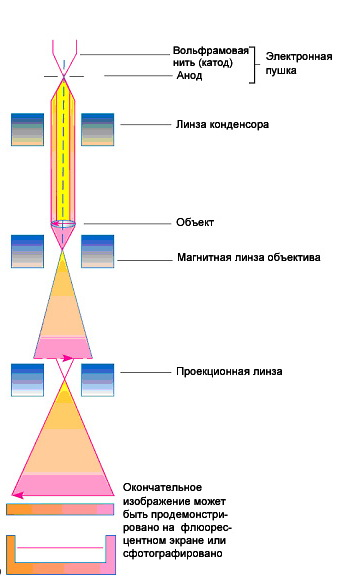 Вольфрамовая
нить (катод)
Электронная
пушка
Анод
Линза конденсора
Объект
Магнитная линза объектива
Проекционная линза
Окончательное
изображение может
быть продемонстри-
ровано на флюорес-
центном экране или
сфотографировано